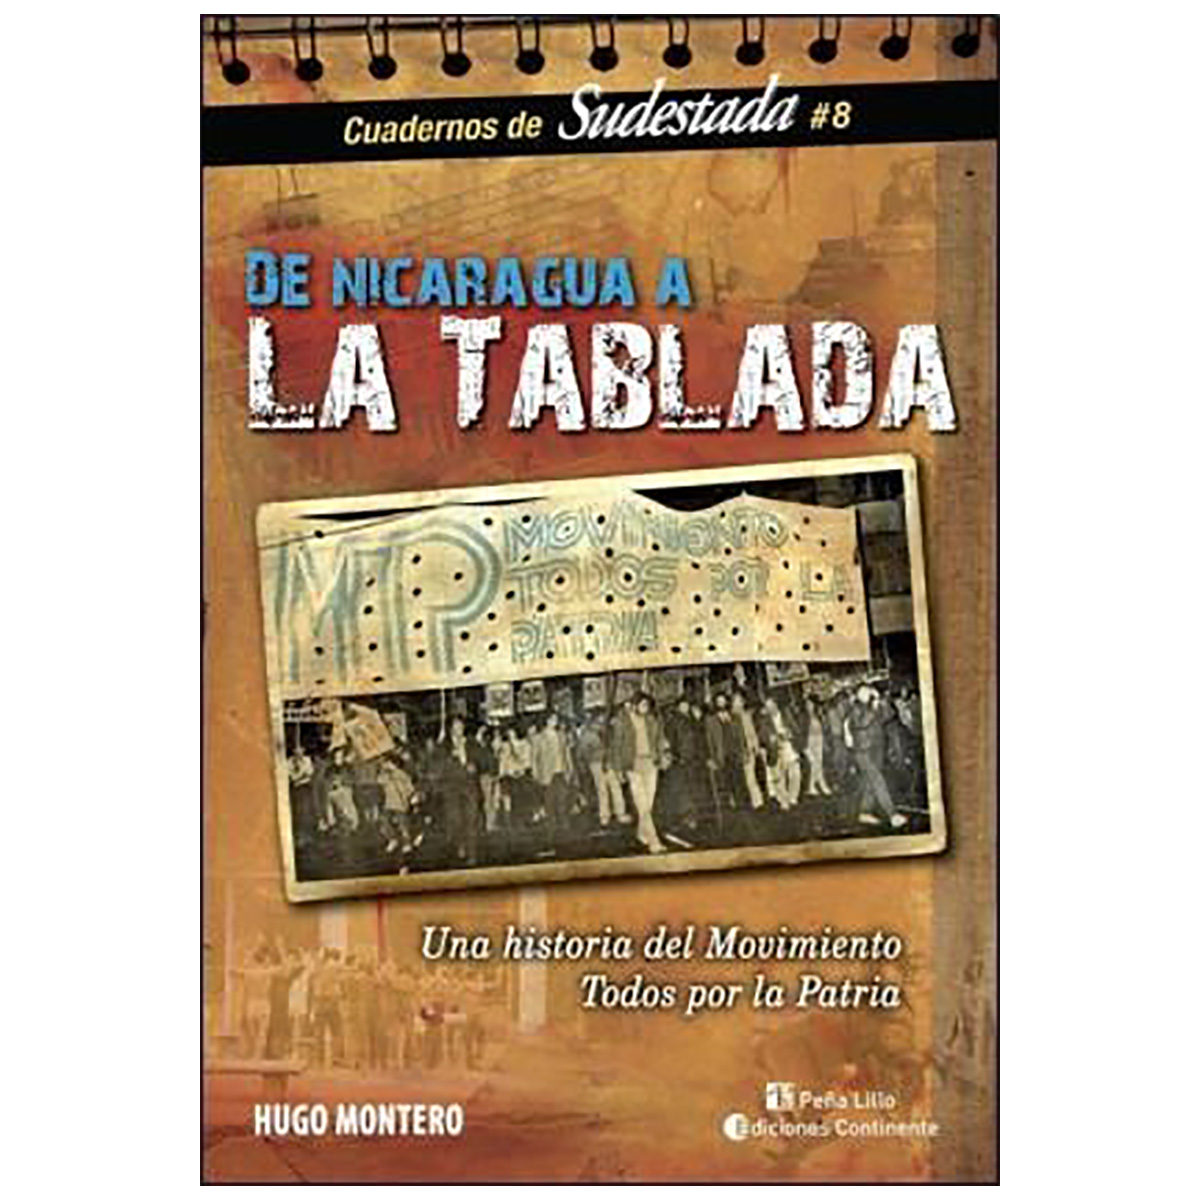 Cuadernos de Sudestada #8
DE NICARAGUA A
LA TABLADA
MTP MOVIMIENTO
TODOS POR LA
PATRIA
Una historia del Movimiento
Todos por la Patria
HUGO MONTERO
Peña Lillo
Ediciones Continente